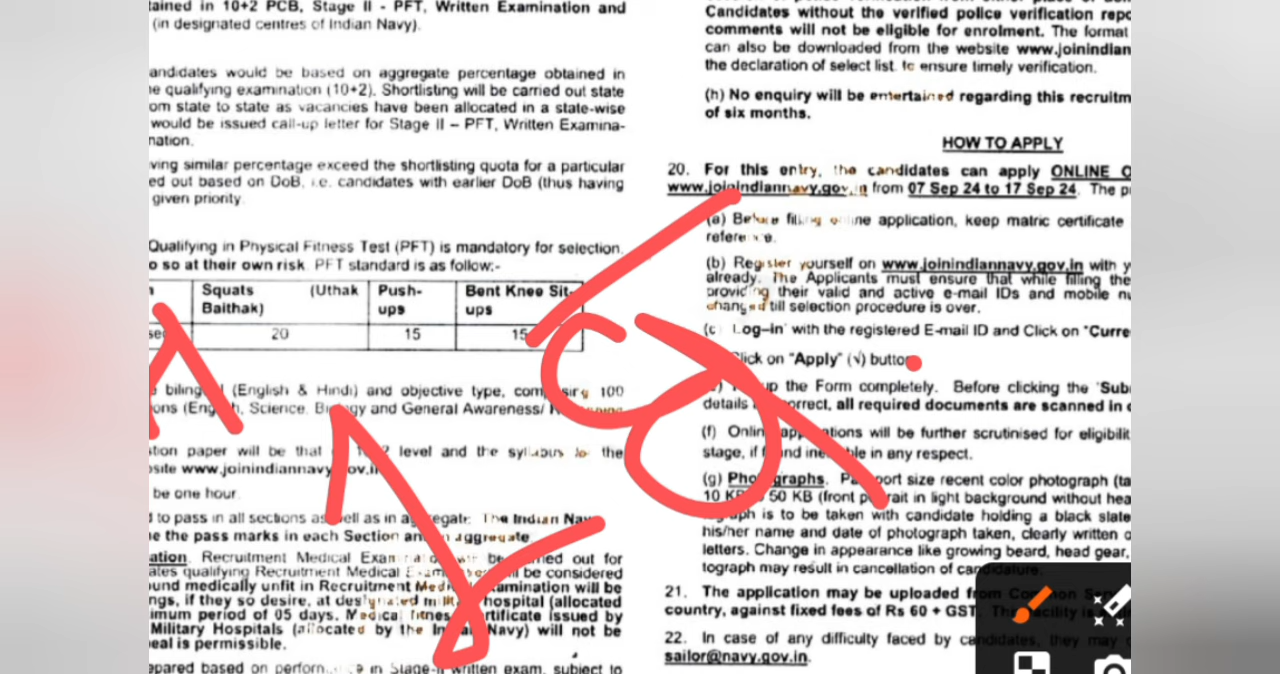 tained in 10+2 PCB, Stage II - PFT, Written Examination and
(in designated centres of Indian Navy).
andidates would be based on aggregate percentage obtained in
e qualifying examination (10+2). Shortlisting will be carried out state
om state to state as vacancies have been allocated in a state-wise
would be issued call-up letter for Stage II – PFT, Written Examina-
nation.
ving similar percentage exceed the shortlisting quota for a particular
ed out based on DoB, i.e. candidates with earlier DoB (thus having
given priority.
Qualifying in Physical Fitness Test (PFT) is mandatory for selection.
o so at their own risk. PFT standard is as follow:-
Squats (Uthak Baithak) Push-ups Bent Knee Sit-ups
20 15 15
biling (English & Hindi) and objective type, 100
ons Science, and General Awareness/
tion paper will be that level and the syllabus the
site www.joinindiannavy.gov.in
be one hour.
to pass in all sections as well as in aggregate. The Indian Navy
e the pass marks in each Section and aggregate.
ation. Recruitment Medical be out for
ates qualifying Recruitment Medical be considered
und medically unfit in Recruitment Medical Examination will be
ngs, if they so desire, at designated military hospital (allocated
imum period of 05 days. Medical fitness certificate issued by
Military Hospitals (allocated by the Indian Navy) will not be
eal is permissible.
epared based on in Stage-II written exam, subject to
Candidates without the verified police verification repo
comments will not be eligible for enrolment. The format
can also be downloaded from the website www.joinindian
the declaration of select list. to ensure timely verification.
(h) No enquiry will be entertained regarding this recruitm
of six months.
HOW TO APPLY
20. For this entry, the candidates can apply ONLINE O
www.joinindiannavy.gov.in from 07 Sep 24 to 17 Sep 24. The p
(a) Before filling online application, keep matric certificate
reference.
(b) Register yourself on www.joinindiannavy.gov.in with y
already. The Applicants must ensure that while filling the
providing their valid and active e-mail IDs and mobile nu
changed till selection procedure is over.
(c) 'Log-in' with the registered E-mail ID and Click on "Curre
Click on "Apply" (√) button.
up the Form completely. Before clicking the 'Sub
details correct, all required documents are scanned in
(f) Online applications will be further scrutinised for eligibilit
stage, if found ineligible in any respect.
(g) Photographs. Passport size recent color photograph (ta
10 KB 50 KB (front portrait in light background without hea
graph is to be taken with candidate holding a black slate
his/her name and date of photograph taken, clearly written o
letters. Change in appearance like growing beard, head gear,
tograph may result in cancellation of candidature.
21. The application may be uploaded from Common Ser
country, against fixed fees of Rs 60 + GST. This facility is
22. In case of any difficulty faced by candidates, they may
sailor@navy.gov.in.